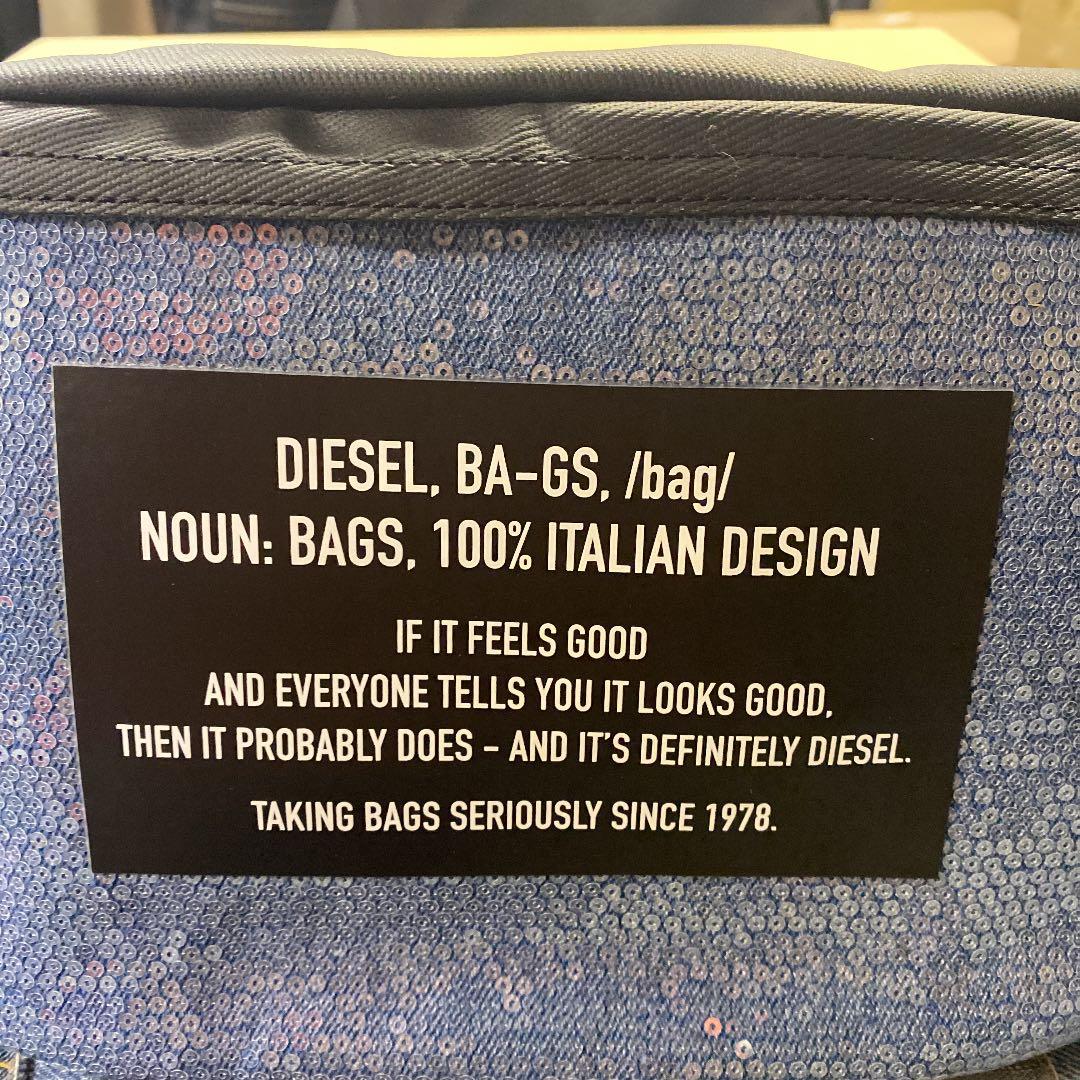 DIESEL, BA-GS, /bag/
NOUN: BAGS, 100% ITALIAN DESIGN
IF IT FEELS GOOD
AND EVERYONE TELLS YOU IT LOOKS GOOD,
THEN IT PROBABLY DOES - AND IT'S DEFINITELY DIESEL.
TAKING BAGS SERIOUSLY SINCE 1978.